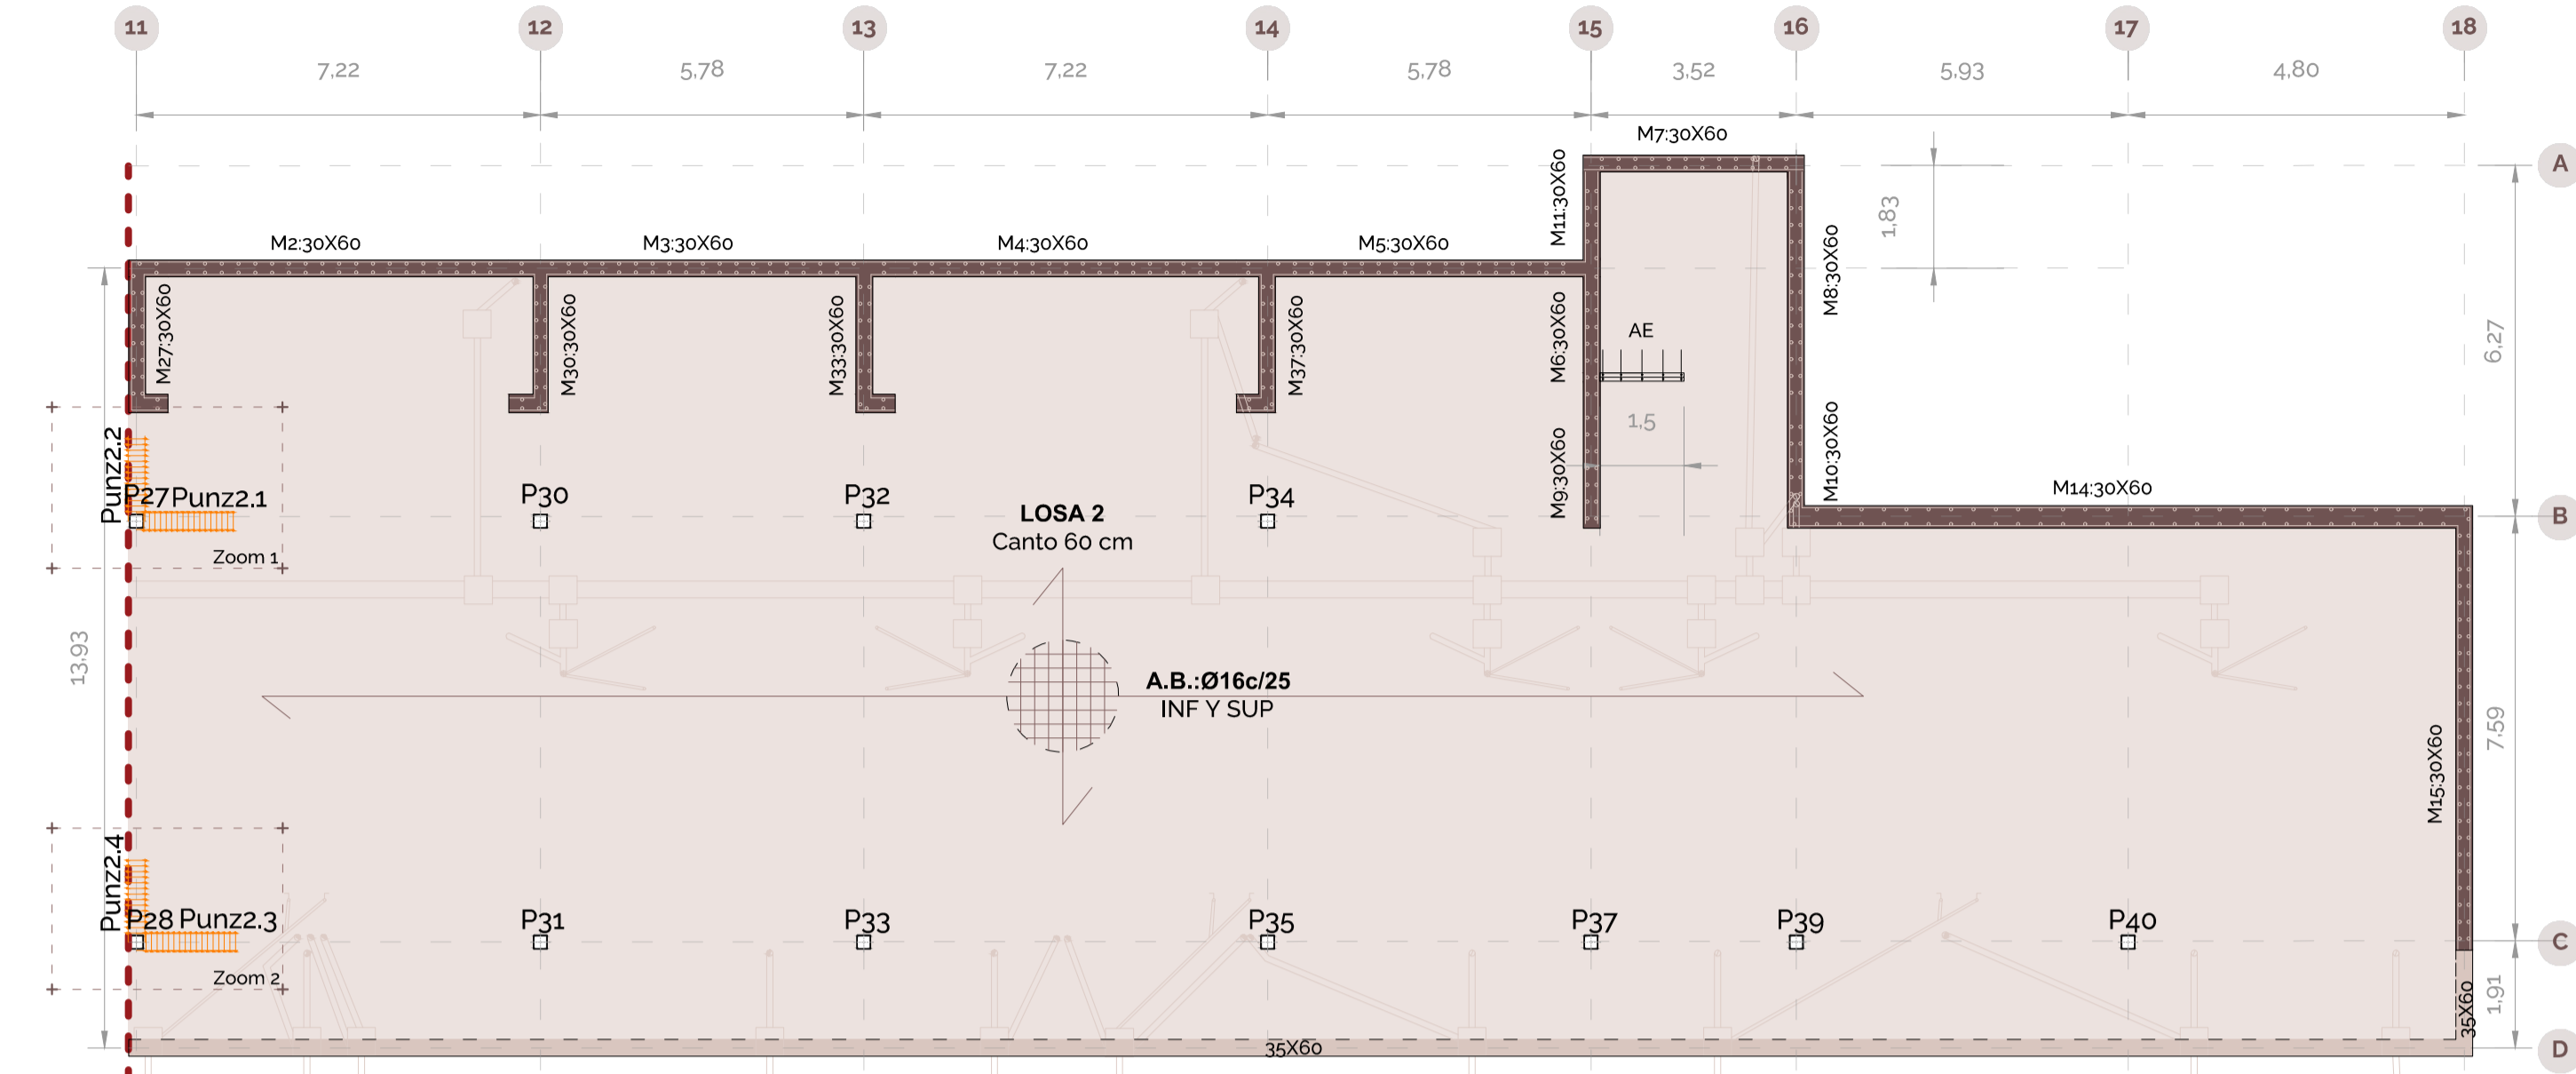 11 12 13 14 15 16 17 18
7,22 5,78 7,22 5,78 3,52 5,93 4,80
M7:30X60
A
M11:30X60
1,83
M2:30X60 M3:30X60 M4:30X60 M5:30X60
M8:30X60
M27:30X60 M30:30X60 M33:30X60 M37:30X60 M6:30X60
AE
6,27
1,5
M9:30X60 M10:30X60
Punz2.2
P27 Punz2.1 P30 P32 P34
M14:30X60
LOSA 2
Canto 60 cm
B
Zoom 1
13,93
A.B.:Ø16c/25
INF Y SUP
7,59
M15:30X60
Punz2.4
P28 Punz2.3 P31 P33 P35 P37 P39 P40
C
Zoom 2
1,91
35X60
35X60
D